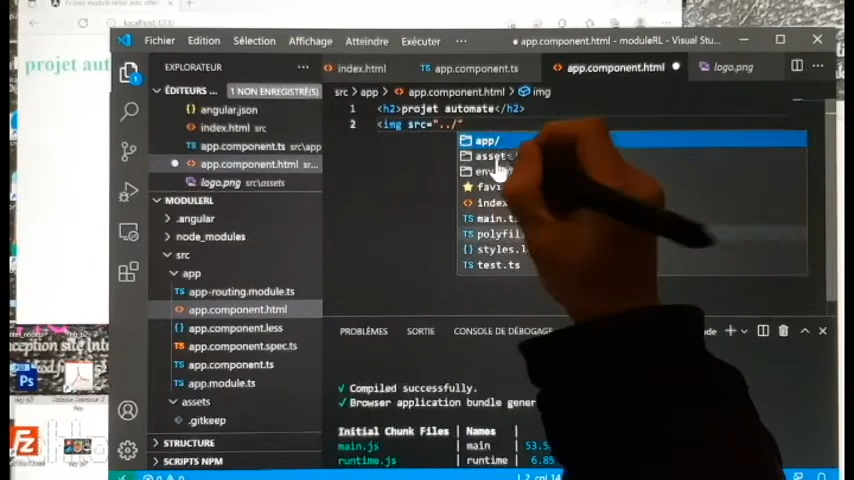 localhost:4200
projet aut
Fichier Edition Sélection Affichage Atteindre Exécuter ··· ● app.component.html - moduleRL - Visual Stu...
EXPLORATEUR ···
index.html
TS app.component.ts
app.component.html ●
logo.png
ÉDITEURS 1 NON ENREGISTRÉ(S)
src > app > app.component.html > img
angular.json
index.html src
TS app.component.ts src\app
● app.component.html src\app
logo.png src\assets
1 <h2>projet automate</h2>
2 <img src="../"
app/
index
TS main.ts
TS
{}
TS test.ts
MODULERL
.angular
node_modules
src
app
TS app-routing.module.ts
app.component.html
app.component.less
app.component.spec.ts
TS app.component.ts
TS app.module.ts
assets
.gitkeep
STRUCTURE
SCRIPTS NPM
PROBLÈMES SORTIE CONSOLE DE DÉBOGAGE
✓ Compiled successfully.
✓ Browser application bundle gener
Initial Chunk Files | Names |
main.js | main | 53.5
runtime.js | runtime | 6.85
Ps
Fz